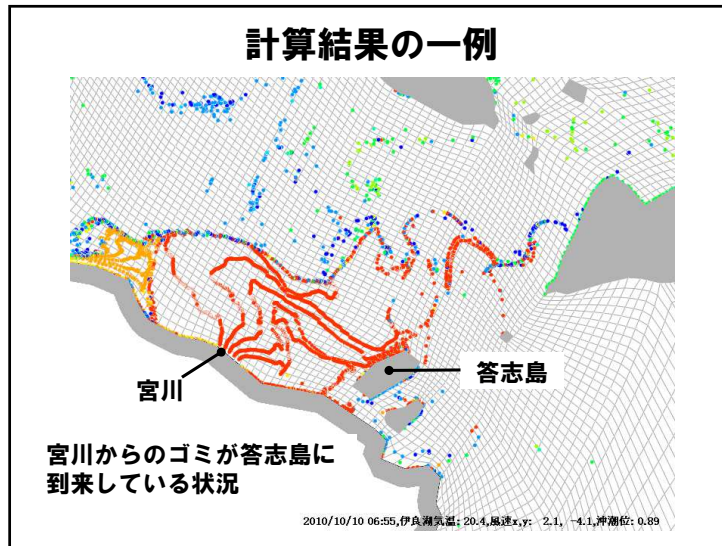 計算結果の一例
宮川
答志島
宮川からのゴミが答志島に
到来している状況
2010/10/10 06:55,伊良湖気温: 20.4,風速x,y: 2.1, -4.1,沖潮位: 0.89